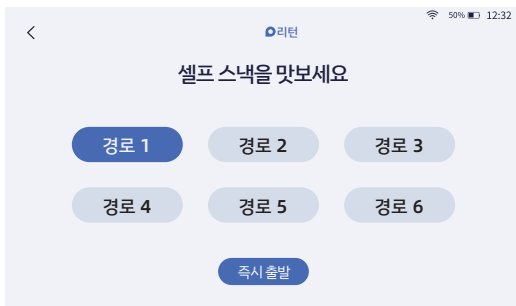 50% 12:32
리턴
셀프 스낵을 맛보세요
경로 1 경로 2 경로 3
경로 4 경로 5 경로 6
즉시 출발